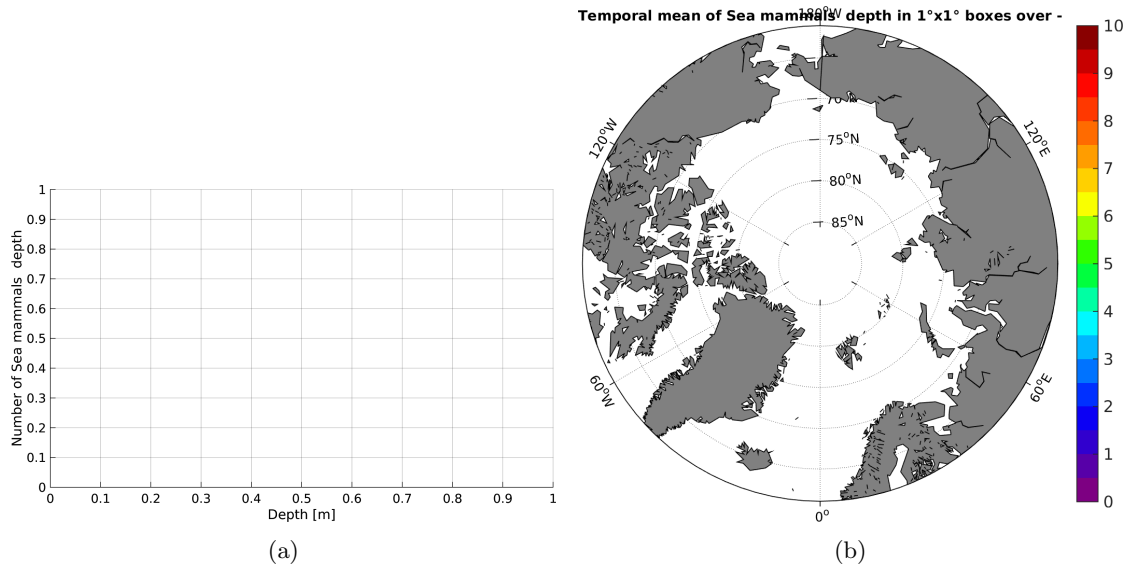 180°W
Temporal mean of Sea mammals depth in 1°x1° boxes over -
10
9
8
7
6
5
4
3
2
1
0
120°W
120°E
75°N
80°N
85°N
60°W
60°E
0°
1
0.9
0.8
0.7
0.6
0.5
0.4
0.3
0.2
0.1
0
Number of Sea mammals depth
0 0.1 0.2 0.3 0.4 0.5 0.6 0.7 0.8 0.9 1
Depth [m]
(a)
(b)